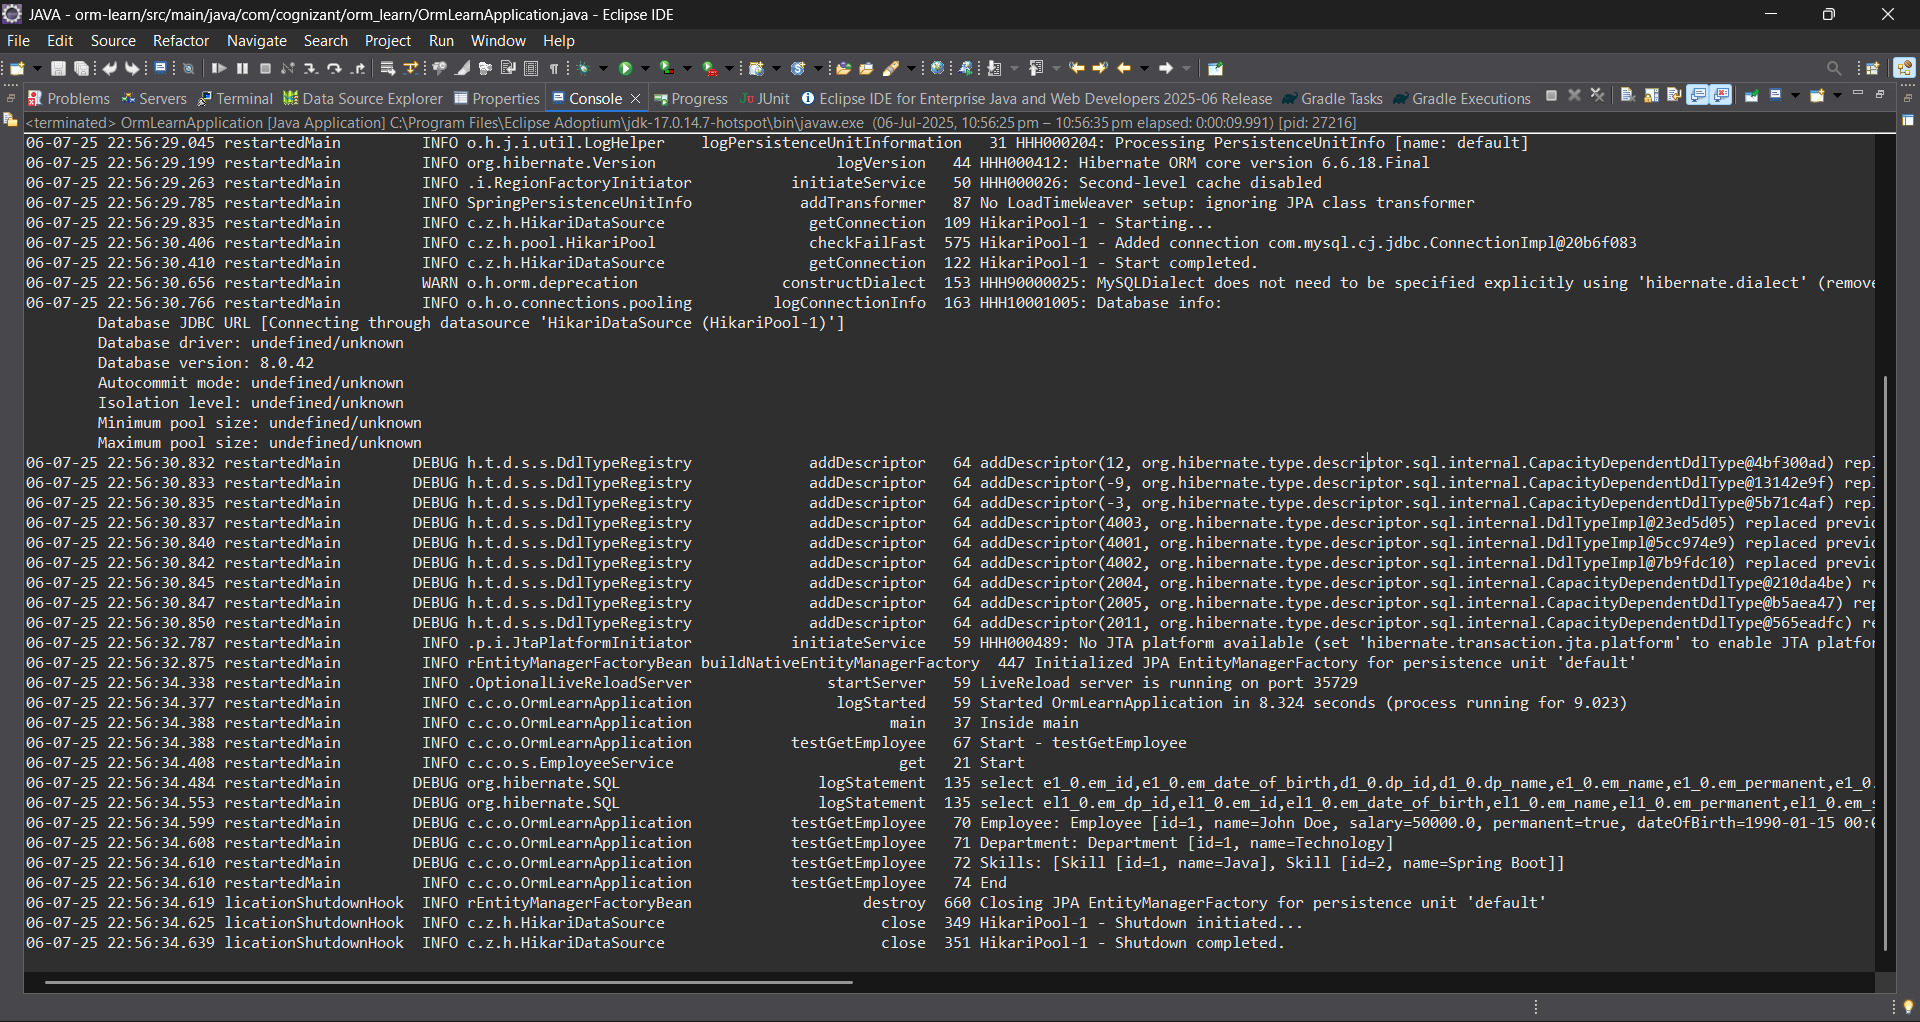 JAVA - orm-learn/src/main/java/com/cognizant/orm_learn/OrmLearnApplication.java - Eclipse IDE
File Edit Source Refactor Navigate Search Project Run Window Help
Problems Servers Terminal Data Source Explorer Properties Console Progress JUnit Eclipse IDE for Enterprise Java and Web Developers 2025-06 Release Gradle Tasks Gradle Executions
<terminated> OrmLearnApplication [Java Application] C:\Program Files\Eclipse Adoptium\jdk-17.0.14.7-hotspot\bin\javaw.exe (06-Jul-2025, 10:56:25 pm – 10:56:35 pm elapsed: 0:00:09.991) [pid: 27216]
06-07-25 22:56:29.045 restartedMain INFO o.h.j.i.util.LogHelper logPersistenceUnitInformation 31 HHH000204: Processing PersistenceUnitInfo [name: default]
06-07-25 22:56:29.199 restartedMain INFO org.hibernate.Version logVersion 44 HHH000412: Hibernate ORM core version 6.6.18.Final
06-07-25 22:56:29.263 restartedMain INFO .i.RegionFactoryInitiator initiateService 50 HHH000026: Second-level cache disabled
06-07-25 22:56:29.785 restartedMain INFO SpringPersistenceUnitInfo addTransformer 87 No LoadTimeWeaver setup: ignoring JPA class transformer
06-07-25 22:56:29.835 restartedMain INFO c.z.h.HikariDataSource getConnection 109 HikariPool-1 - Starting...
06-07-25 22:56:30.406 restartedMain INFO c.z.h.pool.HikariPool checkFailFast 575 HikariPool-1 - Added connection com.mysql.cj.jdbc.ConnectionImpl@20b6f083
06-07-25 22:56:30.410 restartedMain INFO c.z.h.HikariDataSource getConnection 122 HikariPool-1 - Start completed.
06-07-25 22:56:30.656 restartedMain WARN o.h.orm.deprecation constructDialect 153 HHH90000025: MySQLDialect does not need to be specified explicitly using 'hibernate.dialect' (remove
06-07-25 22:56:30.766 restartedMain INFO o.h.o.connections.pooling logConnectionInfo 163 HHH10001005: Database info:
Database JDBC URL [Connecting through datasource 'HikariDataSource (HikariPool-1)']
Database driver: undefined/unknown
Database version: 8.0.42
Autocommit mode: undefined/unknown
Isolation level: undefined/unknown
Minimum pool size: undefined/unknown
Maximum pool size: undefined/unknown
06-07-25 22:56:30.832 restartedMain DEBUG h.t.d.s.s.DdlTypeRegistry addDescriptor 64 addDescriptor(12, org.hibernate.type.descriptor.sql.internal.CapacityDependentDdlType@4bf300ad) repl
06-07-25 22:56:30.833 restartedMain DEBUG h.t.d.s.s.DdlTypeRegistry addDescriptor 64 addDescriptor(-9, org.hibernate.type.descriptor.sql.internal.CapacityDependentDdlType@13142e9f) repl
06-07-25 22:56:30.835 restartedMain DEBUG h.t.d.s.s.DdlTypeRegistry addDescriptor 64 addDescriptor(-3, org.hibernate.type.descriptor.sql.internal.CapacityDependentDdlType@5b71c4af) repl
06-07-25 22:56:30.837 restartedMain DEBUG h.t.d.s.s.DdlTypeRegistry addDescriptor 64 addDescriptor(4003, org.hibernate.type.descriptor.sql.internal.DdlTypeImpl@23ed5d05) replaced previo
06-07-25 22:56:30.840 restartedMain DEBUG h.t.d.s.s.DdlTypeRegistry addDescriptor 64 addDescriptor(4001, org.hibernate.type.descriptor.sql.internal.DdlTypeImpl@5cc974e9) replaced previo
06-07-25 22:56:30.842 restartedMain DEBUG h.t.d.s.s.DdlTypeRegistry addDescriptor 64 addDescriptor(4002, org.hibernate.type.descriptor.sql.internal.DdlTypeImpl@7b9fdc10) replaced previo
06-07-25 22:56:30.845 restartedMain DEBUG h.t.d.s.s.DdlTypeRegistry addDescriptor 64 addDescriptor(2004, org.hibernate.type.descriptor.sql.internal.CapacityDependentDdlType@210da4be) re
06-07-25 22:56:30.847 restartedMain DEBUG h.t.d.s.s.DdlTypeRegistry addDescriptor 64 addDescriptor(2005, org.hibernate.type.descriptor.sql.internal.CapacityDependentDdlType@b5aea47) rep
06-07-25 22:56:30.850 restartedMain DEBUG h.t.d.s.s.DdlTypeRegistry addDescriptor 64 addDescriptor(2011, org.hibernate.type.descriptor.sql.internal.CapacityDependentDdlType@565eadfc) re
06-07-25 22:56:32.787 restartedMain INFO .p.i.JtaPlatformInitiator initiateService 59 HHH000489: No JTA platform available (set 'hibernate.transaction.jta.platform' to enable JTA platfor
06-07-25 22:56:32.875 restartedMain INFO rEntityManagerFactoryBean buildNativeEntityManagerFactory 447 Initialized JPA EntityManagerFactory for persistence unit 'default'
06-07-25 22:56:34.338 restartedMain INFO .OptionalLiveReloadServer startServer 59 LiveReload server is running on port 35729
06-07-25 22:56:34.377 restartedMain INFO c.c.o.OrmLearnApplication logStarted 59 Started OrmLearnApplication in 8.324 seconds (process running for 9.023)
06-07-25 22:56:34.388 restartedMain INFO c.c.o.OrmLearnApplication main 37 Inside main
06-07-25 22:56:34.388 restartedMain INFO c.c.o.OrmLearnApplication testGetEmployee 67 Start - testGetEmployee
06-07-25 22:56:34.408 restartedMain INFO c.c.o.s.EmployeeService get 21 Start
06-07-25 22:56:34.484 restartedMain DEBUG org.hibernate.SQL logStatement 135 select e1_0.em_id,e1_0.em_date_of_birth,d1_0.dp_id,d1_0.dp_name,e1_0.em_name,e1_0.em_permanent,e1_0.
06-07-25 22:56:34.553 restartedMain DEBUG org.hibernate.SQL logStatement 135 select el1_0.em_dp_id,el1_0.em_id,el1_0.em_date_of_birth,el1_0.em_name,el1_0.em_permanent,el1_0.em_s
06-07-25 22:56:34.599 restartedMain DEBUG c.c.o.OrmLearnApplication testGetEmployee 70 Employee: Employee [id=1, name=John Doe, salary=50000.0, permanent=true, dateOfBirth=1990-01-15 00:0
06-07-25 22:56:34.608 restartedMain DEBUG c.c.o.OrmLearnApplication testGetEmployee 71 Department: Department [id=1, name=Technology]
06-07-25 22:56:34.610 restartedMain DEBUG c.c.o.OrmLearnApplication testGetEmployee 72 Skills: [Skill [id=1, name=Java], Skill [id=2, name=Spring Boot]]
06-07-25 22:56:34.610 restartedMain INFO c.c.o.OrmLearnApplication testGetEmployee 74 End
06-07-25 22:56:34.619 licationShutdownHook INFO rEntityManagerFactoryBean destroy 660 Closing JPA EntityManagerFactory for persistence unit 'default'
06-07-25 22:56:34.625 licationShutdownHook INFO c.z.h.HikariDataSource close 349 HikariPool-1 - Shutdown initiated...
06-07-25 22:56:34.639 licationShutdownHook INFO c.z.h.HikariDataSource close 351 HikariPool-1 - Shutdown completed.